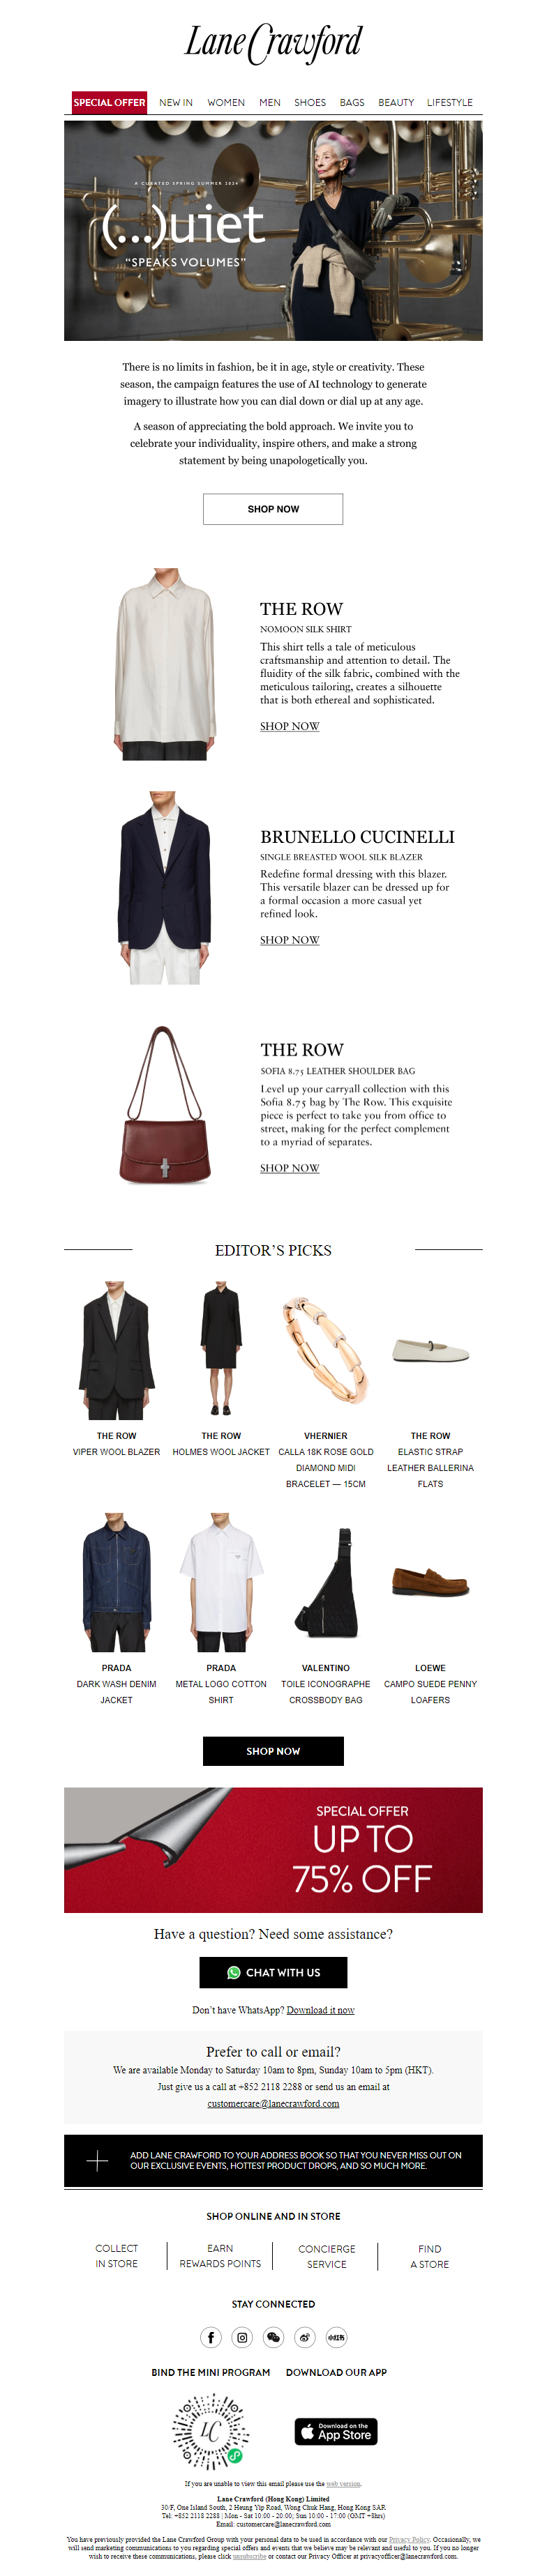 Lane Crawford
SPECIAL OFFER NEW IN WOMEN MEN SHOES BAGS BEAUTY LIFESTYLE
A CURATED SPRING SUMMER 2024
(...)uiet
“SPEAKS VOLUMES”
There is no limits in fashion, be it in age, style or creativity. These
season, the campaign features the use of AI technology to generate
imagery to illustrate how you can dial down or dial up at any age.
A season of appreciating the bold approach. We invite you to
celebrate your individuality, inspire others, and make a strong
statement by being unapologetically you.
SHOP NOW
THE ROW
NOMOON SILK SHIRT
This shirt tells a tale of meticulous
craftsmanship and attention to detail. The
fluidity of the silk fabric, combined with the
meticulous tailoring, creates a silhouette
that is both ethereal and sophisticated.
SHOP NOW
BRUNELLO CUCINELLI
SINGLE BREASTED WOOL SILK BLAZER
Redefine formal dressing with this blazer.
This versatile blazer can be dressed up for
a formal occasion a more casual yet
refined look.
SHOP NOW
THE ROW
SOFIA 8.75 LEATHER SHOULDER BAG
Level up your carryall collection with this
Sofia 8.75 bag by The Row. This exquisite
piece is perfect to take you from office to
street, making for the perfect complement
to a myriad of separates.
SHOP NOW
EDITOR’S PICKS
THE ROW
VIPER WOOL BLAZER
THE ROW
HOLMES WOOL JACKET
VHERNIER
CALLA 18K ROSE GOLD
DIAMOND MIDI
BRACELET — 15CM
THE ROW
ELASTIC STRAP
LEATHER BALLERINA
FLATS
PRADA
DARK WASH DENIM
JACKET
PRADA
METAL LOGO COTTON
SHIRT
VALENTINO
TOILE ICONOGRAPHE
CROSSBODY BAG
LOEWE
CAMPO SUEDE PENNY
LOAFERS
SHOP NOW
SPECIAL OFFER
UP TO
75% OFF
Have a question? Need some assistance?
CHAT WITH US
Don’t have WhatsApp? Download it now
Prefer to call or email?
We are available Monday to Saturday 10am to 8pm, Sunday 10am to 5pm (HKT).
Just give us a call at +852 2118 2288 or send us an email at
customercare@lanecrawford.com
ADD LANE CRAWFORD TO YOUR ADDRESS BOOK SO THAT YOU NEVER MISS OUT ON
OUR EXCLUSIVE EVENTS, HOTTEST PRODUCT DROPS, AND SO MUCH MORE.
SHOP ONLINE AND IN STORE
COLLECT
IN STORE
EARN
REWARDS POINTS
CONCIERGE
SERVICE
FIND
A STORE
STAY CONNECTED
小红书
BIND THE MINI PROGRAM
DOWNLOAD OUR APP
LC
Download on the
App Store
If you are unable to view this email please use the web version.
Lane Crawford (Hong Kong) Limited
30/F, One Island South, 2 Heung Yip Road, Wong Chuk Hang, Hong Kong SAR
Tel: +852 2118 2288 | Mon - Sat 10:00 - 20:00; Sun 10:00 - 17:00 (GMT +8hrs)
Email: customercare@lanecrawford.com
You have previously provided the Lane Crawford Group with your personal data to be used in accordance with our Privacy Policy. Occasionally, we
will send marketing communications to you regarding special offers and events that we believe may be relevant and useful to you. If you no longer
wish to receive these communications, please click unsubscribe or contact our Privacy Officer at privacyofficer@lanecrawford.com.